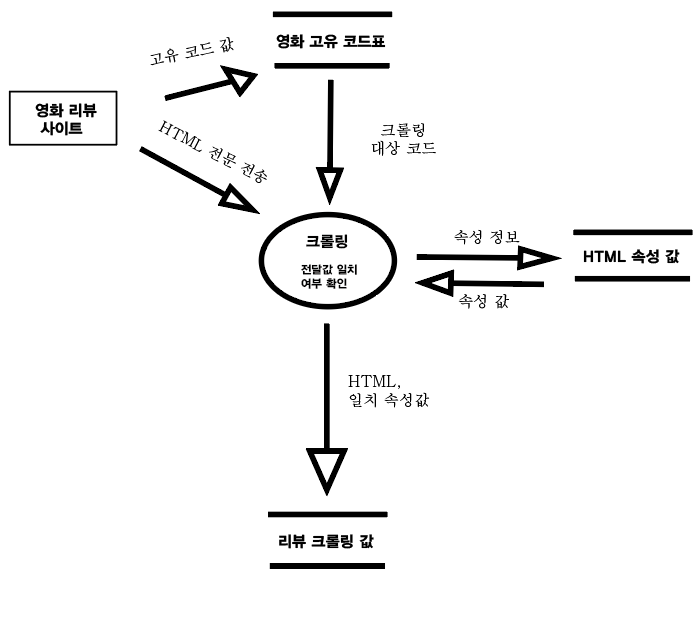 영화 고유 코드표
고유 코드 값
영화 리뷰
사이트
HTML 전문 전송
크롤링
대상 코드
크롤링
전달값 일치
여부 확인
속성 정보
HTML 속성 값
속성 값
HTML,
일치 속성값
리뷰 크롤링 값